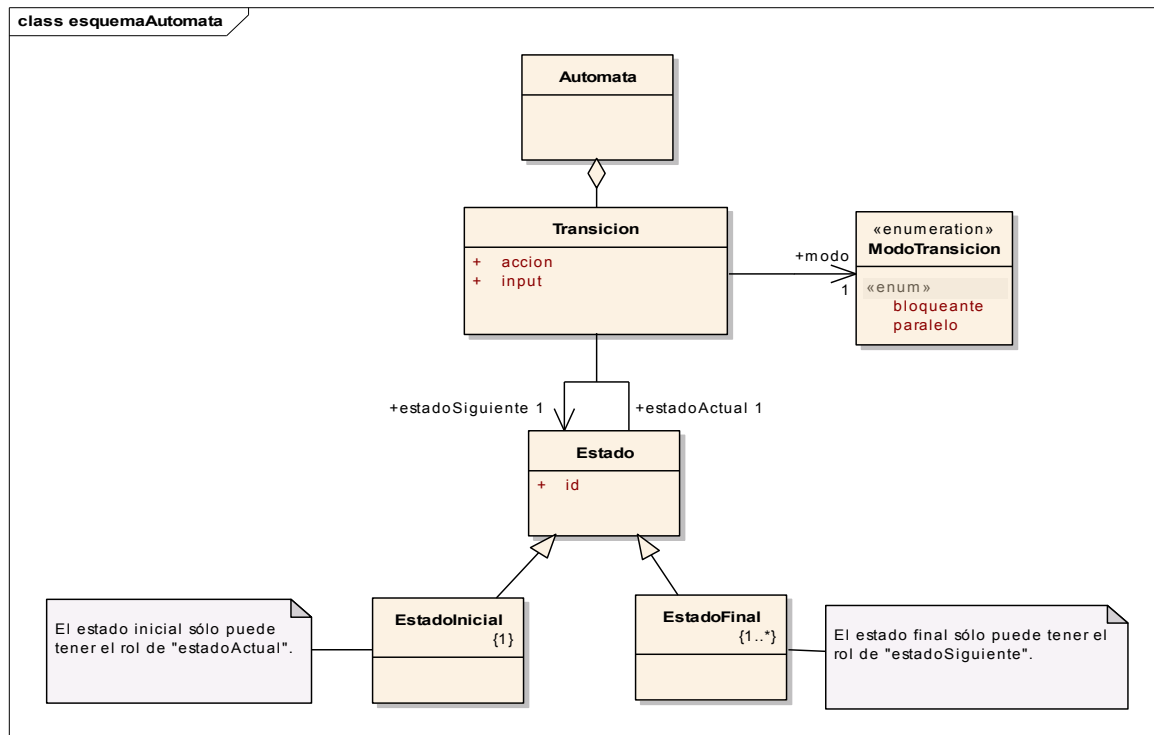 class esquemaAutomata
Automata
Transicion
+ accion
+ input
«enumeration»
ModoTransicion
«enum»
bloqueante
paralelo
+modo
1
+estadoSiguiente 1
+estadoActual 1
Estado
+ id
El estado inicial sólo puede
tener el rol de "estadoActual".
EstadoInicial
{1}
EstadoFinal
{1..*}
El estado final sólo puede tener el
rol de "estadoSiguiente".